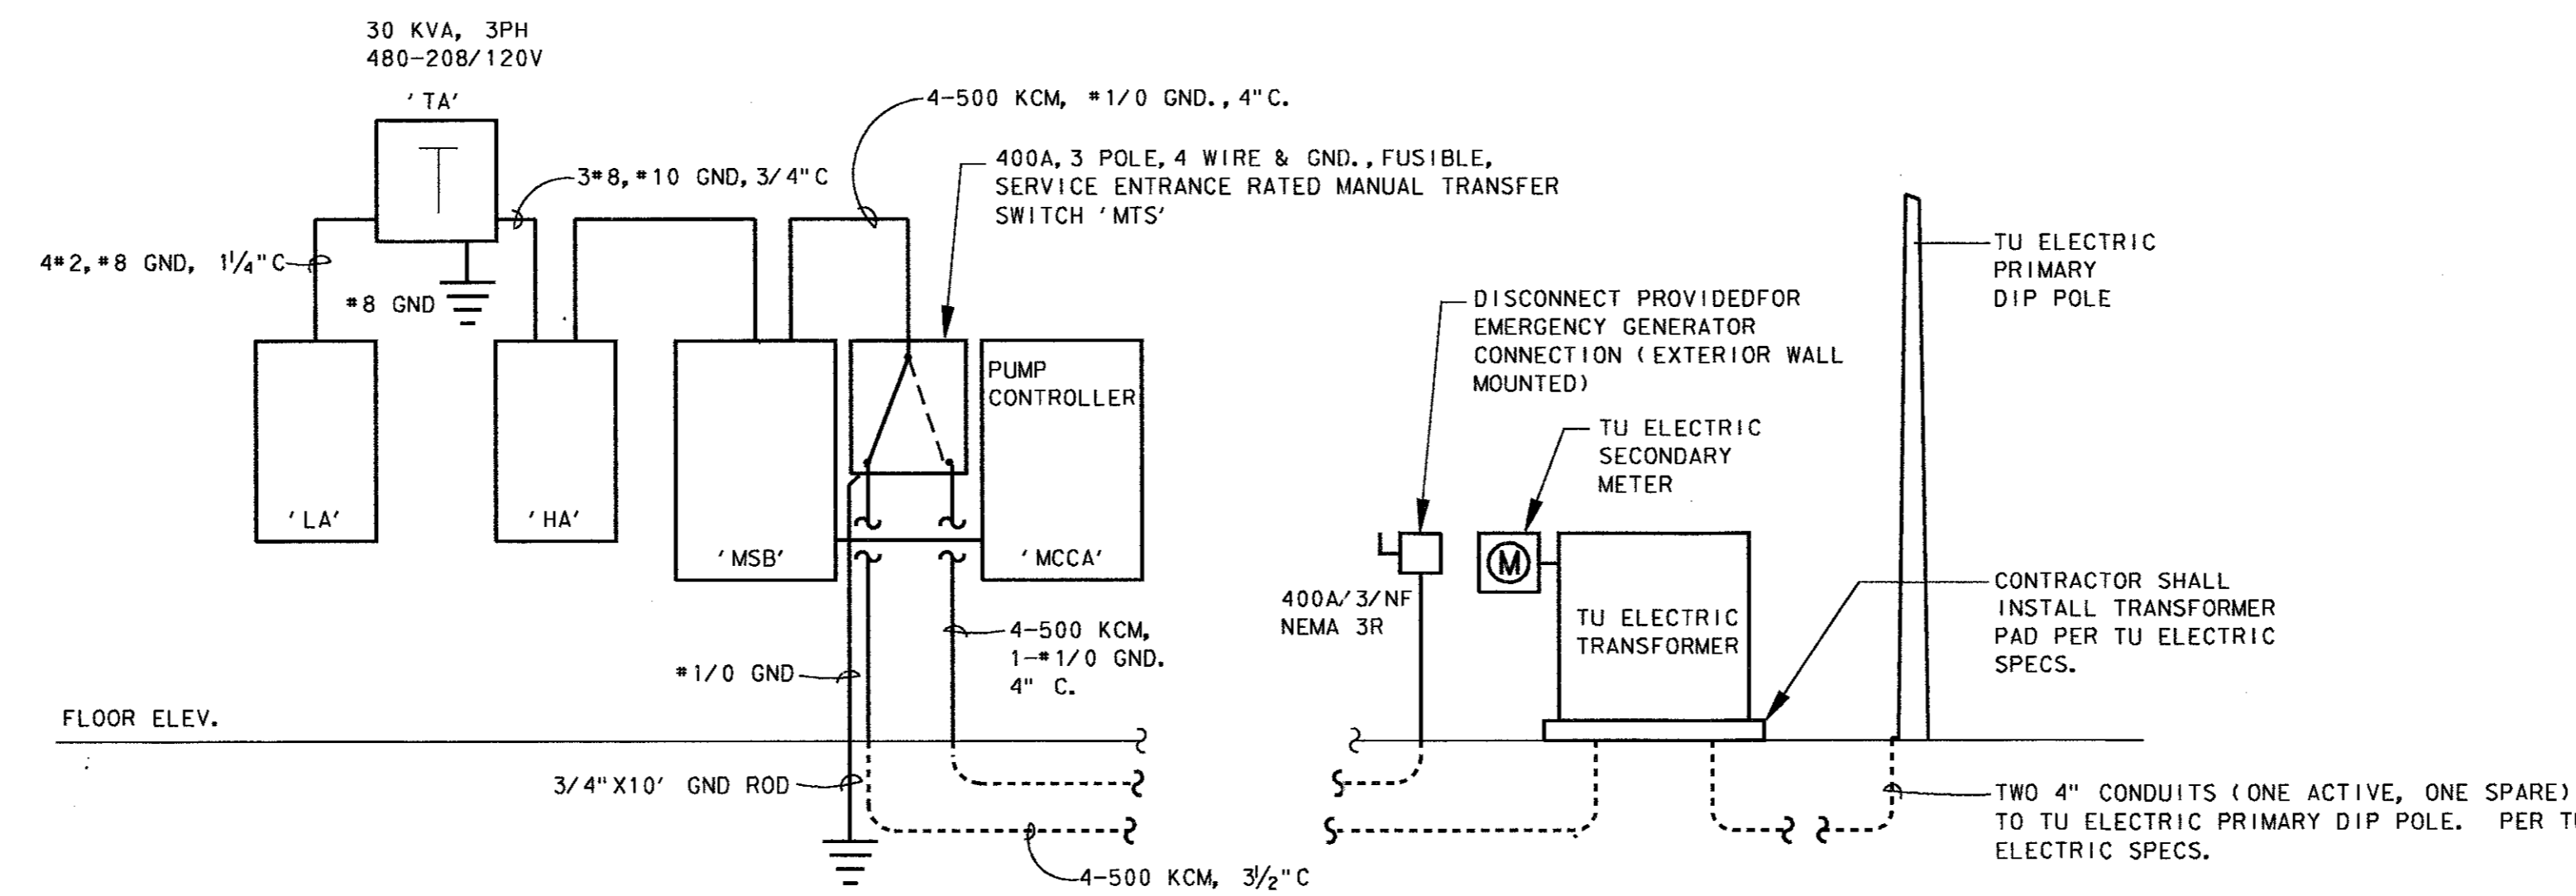 30 KVA, 3PH
480-208/120V
'TA'
4-500 KCM, #1/0 GND., 4"C.
400A, 3 POLE, 4 WIRE & GND., FUSIBLE,
SERVICE ENTRANCE RATED MANUAL TRANSFER
SWITCH 'MTS'
3#8, #10 GND, 3/4"C
4#2, #8 GND, 1 1/4"C
#8 GND
TU ELECTRIC
PRIMARY
DIP POLE
DISCONNECT PROVIDEDFOR
EMERGENCY GENERATOR
CONNECTION (EXTERIOR WALL
MOUNTED)
PUMP
CONTROLLER
TU ELECTRIC
SECONDARY
METER
'LA'
'HA'
'MSB'
'MCCA'
M
400A/3/NF
NEMA 3R
TU ELECTRIC
TRANSFORMER
CONTRACTOR SHALL
INSTALL TRANSFORMER
PAD PER TU ELECTRIC
SPECS.
4-500 KCM,
1-#1/0 GND.
4" C.
#1/0 GND
FLOOR ELEV.
3/4"X10' GND ROD
TWO 4" CONDUITS (ONE ACTIVE, ONE SPARE)
TO TU ELECTRIC PRIMARY DIP POLE. PER TU
ELECTRIC SPECS.
4-500 KCM, 3 1/2"C